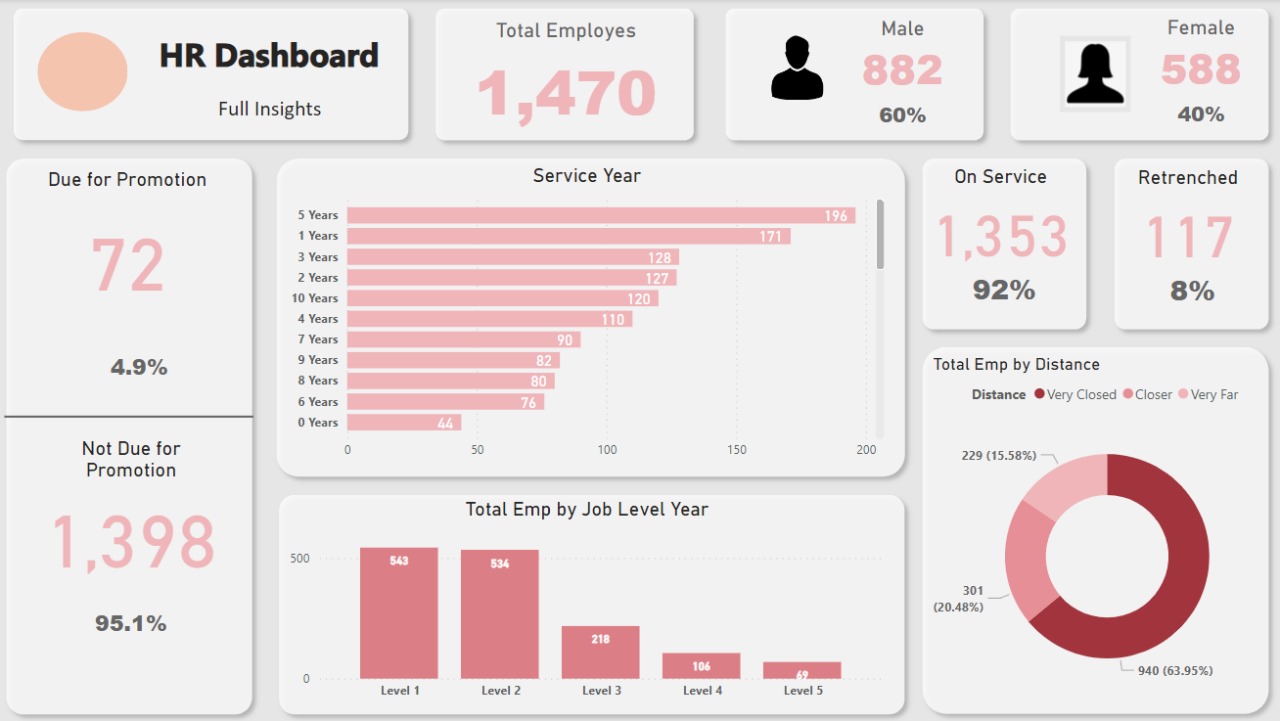 HR Dashboard
Full Insights
Total Employes
1,470
Male
882
60%
Female
588
40%
Due for Promotion
72
4.9%
Not Due for
Promotion
1,398
95.1%
Service Year
5 Years 196
1 Years 171
3 Years 128
2 Years 127
10 Years 120
4 Years 110
7 Years 90
9 Years 82
8 Years 80
6 Years 76
0 Years 44
0 50 100 150 200
Total Emp by Job Level Year
500
0
543 534 218 106 69
Level 1 Level 2 Level 3 Level 4 Level 5
On Service
1,353
92%
Retrenched
117
8%
Total Emp by Distance
Distance Very Closed Closer Very Far
229 (15.58%)
301
(20.48%)
940 (63.95%)